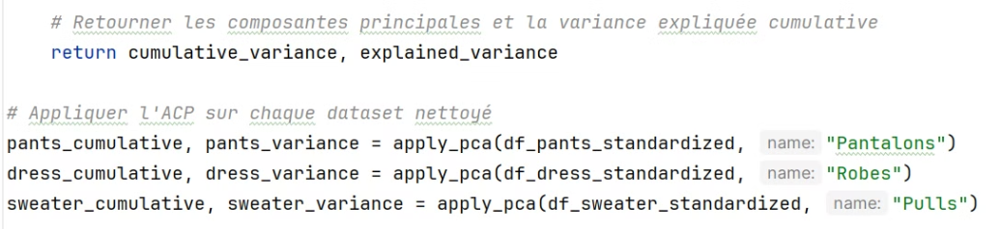 # Retourner les composantes principales et la variance expliquée cumulative
return cumulative_variance, explained_variance
# Appliquer l'ACP sur chaque dataset nettoyé
pants_cumulative, pants_variance = apply_pca(df_pants_standardized, name: "Pantalons")
dress_cumulative, dress_variance = apply_pca(df_dress_standardized, name: "Robes")
sweater_cumulative, sweater_variance = apply_pca(df_sweater_standardized, name: "Pulls")